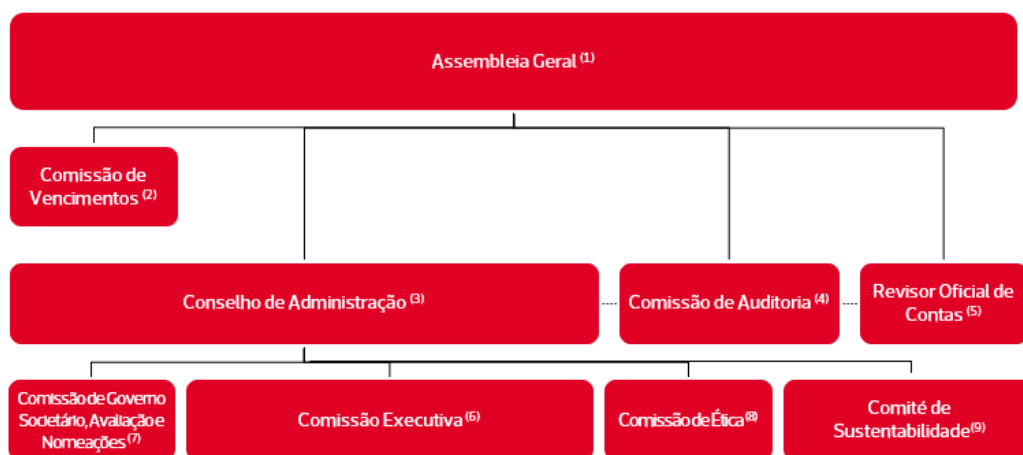 Assembleia Geral (1)
Comissão de
Vencimentos (2)
Conselho de Administração (3)
Comissão de Auditoria (4)
Revisor Oficial de
Contas (5)
Comissão de Governo
Societário, Avaliação e
Nomeações (7)
Comissão Executiva (6)
Comissão de Ética (8)
Comité de
Sustentabilidade(9)